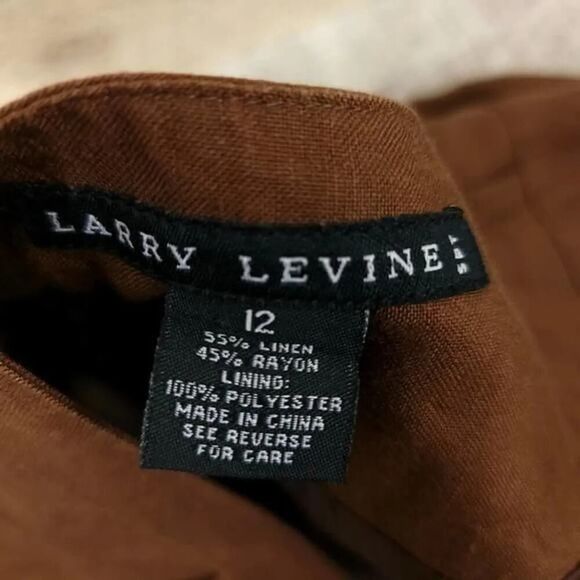 LARRY LEVINE
12
55% LINEN
45% RAYON
LINING:
100% POLYESTER
MADE IN CHINA
SEE REVERSE
FOR CARE